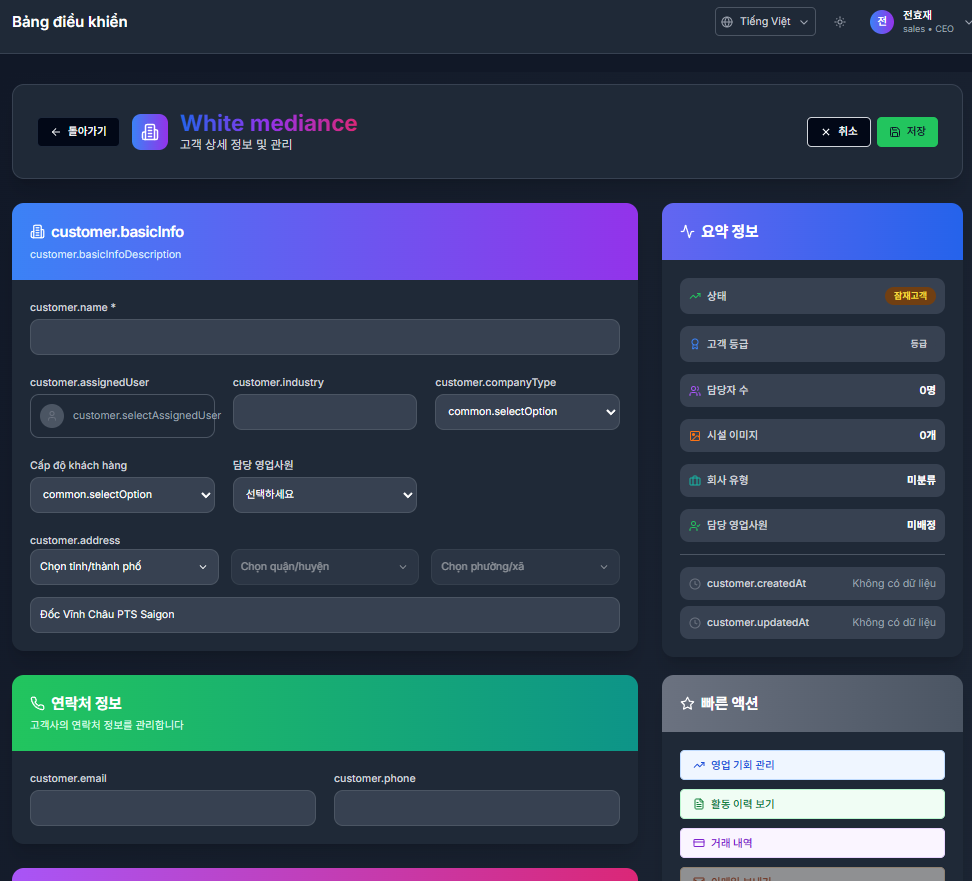 Bảng điều khiển
Tiếng Việt
전
전효재
sales • CEO
돌아가기
White mediance
고객 상세 정보 및 관리
취소
저장
customer.basicInfo
customer.basicInfoDescription
customer.name *
customer.assignedUser
customer.industry
customer.companyType
customer.selectAssignedUser
common.selectOption
Cấp độ khách hàng
담당 영업사원
common.selectOption
선택하세요
customer.address
Chọn tỉnh/thành phố
Chọn quận/huyện
Chọn phường/xã
Đốc Vĩnh Châu PTS Saigon
연락처 정보
고객사의 연락처 정보를 관리합니다
customer.email
customer.phone
요약 정보
상태
잠재고객
고객 등급
등급
담당자 수
0명
시설 이미지
0개
회사 유형
미분류
담당 영업사원
미배정
customer.createdAt
Không có dữ liệu
customer.updatedAt
Không có dữ liệu
빠른 액션
영업 기회 관리
활동 이력 보기
거래 내역